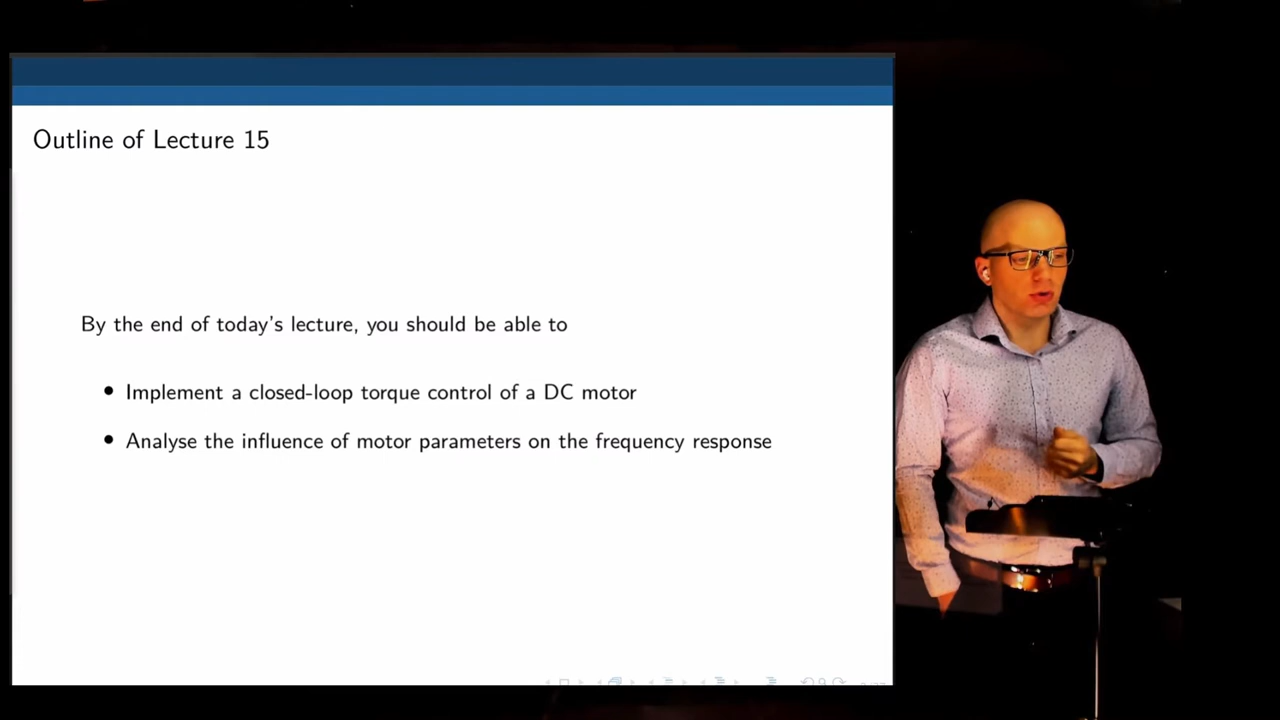 Outline of Lecture 15
By the end of today's lecture, you should be able to
• Implement a closed-loop torque control of a DC motor
• Analyse the influence of motor parameters on the frequency response